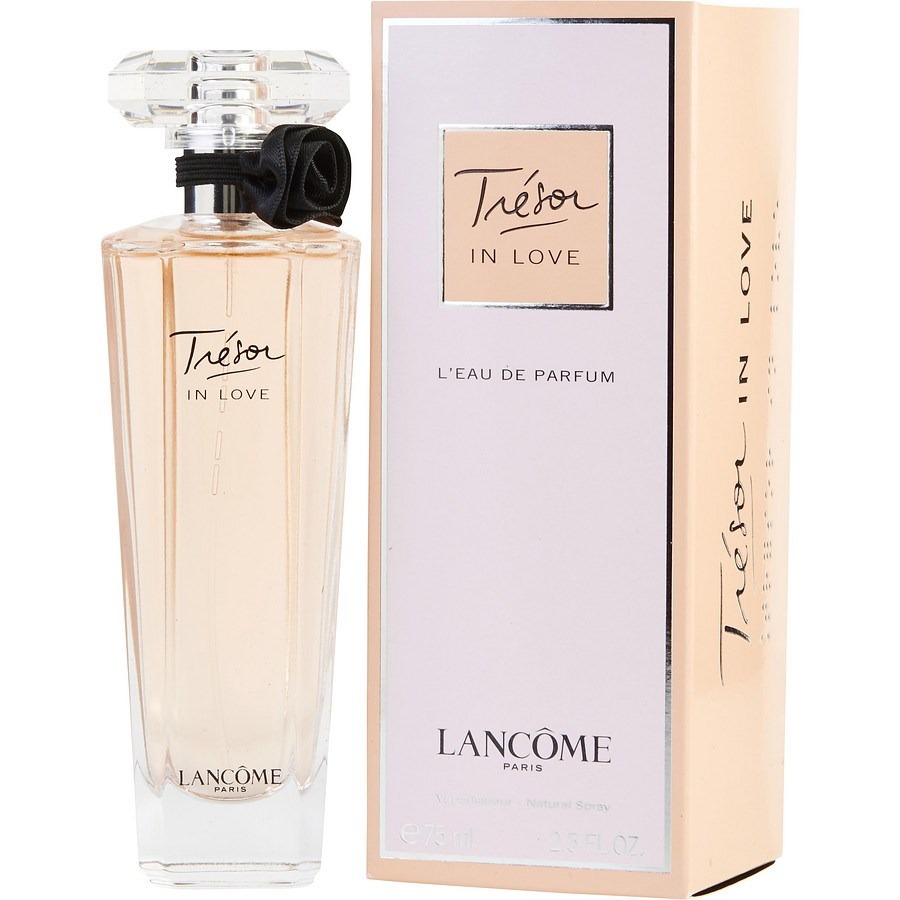 Trésor
IN LOVE
LANCÔME
PARIS
Trésor
IN LOVE
L'EAU DE PARFUM
LANCÔME
PARIS
Vaporisateur - Natural Spray
℮75 ml 2.5 FL.OZ.
Trésor IN LOVE